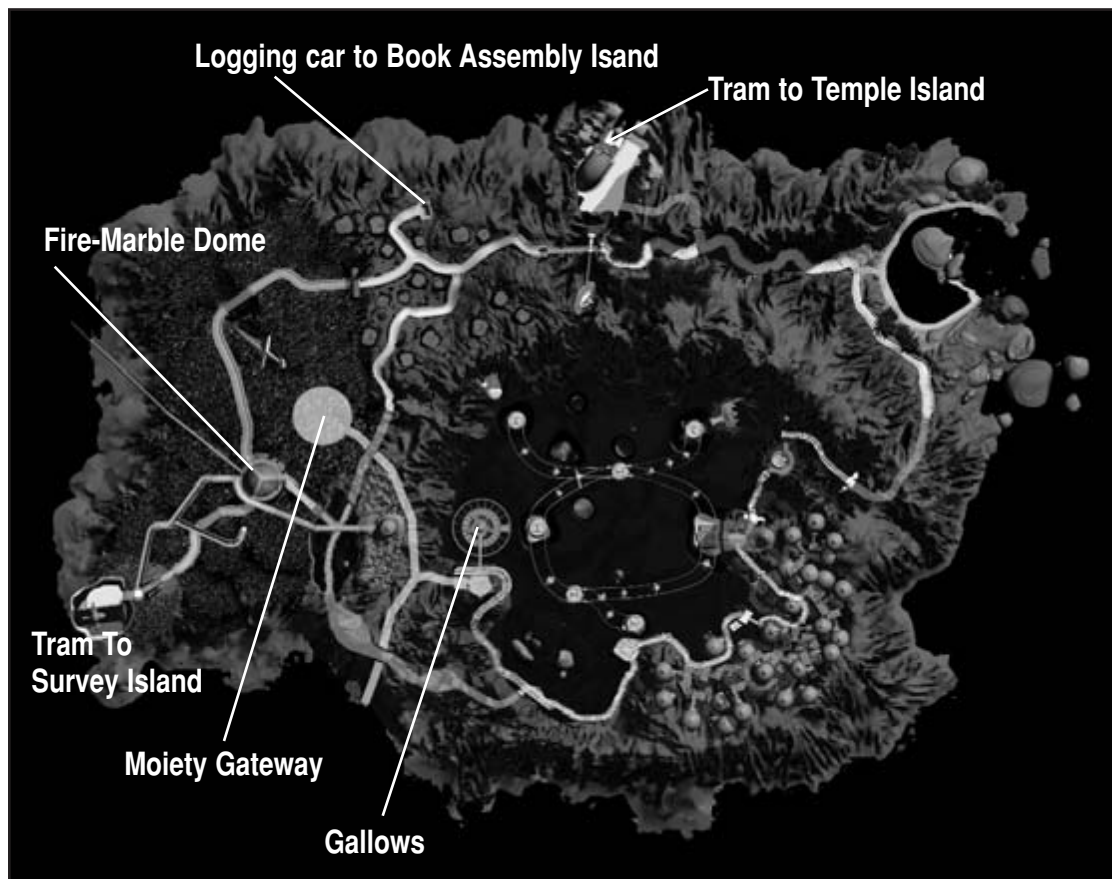 Logging car to Book Assembly Isand
Tram to Temple Island
Fire-Marble Dome
Tram To
Survey Island
Moiety Gateway
Gallows